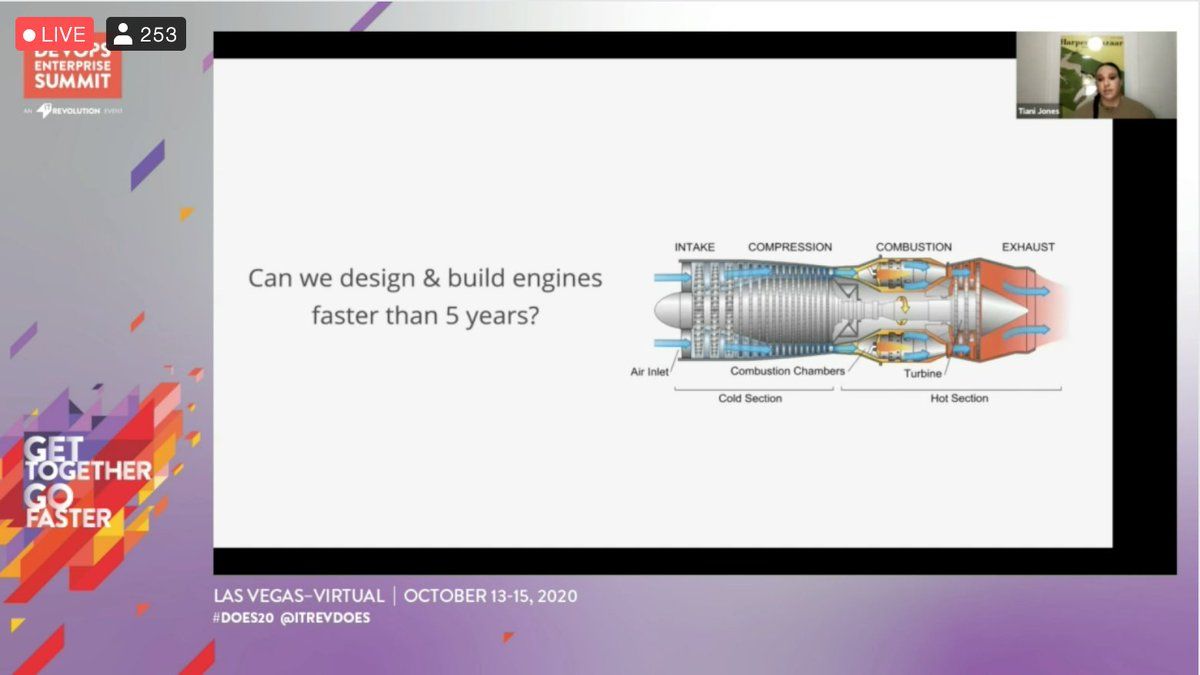 LIVE
253
DEVOPS
ENTERPRISE
SUMMIT
AN IT REVOLUTION EVENT
Harper's Bazaar
Tiani Jones
Can we design & build engines
faster than 5 years?
INTAKE COMPRESSION COMBUSTION EXHAUST
Air Inlet Combustion Chambers Turbine
Cold Section Hot Section
GET
TOGETHER
GO
FASTER
LAS VEGAS–VIRTUAL | OCTOBER 13-15, 2020
#DOES20 @ITREVDOES